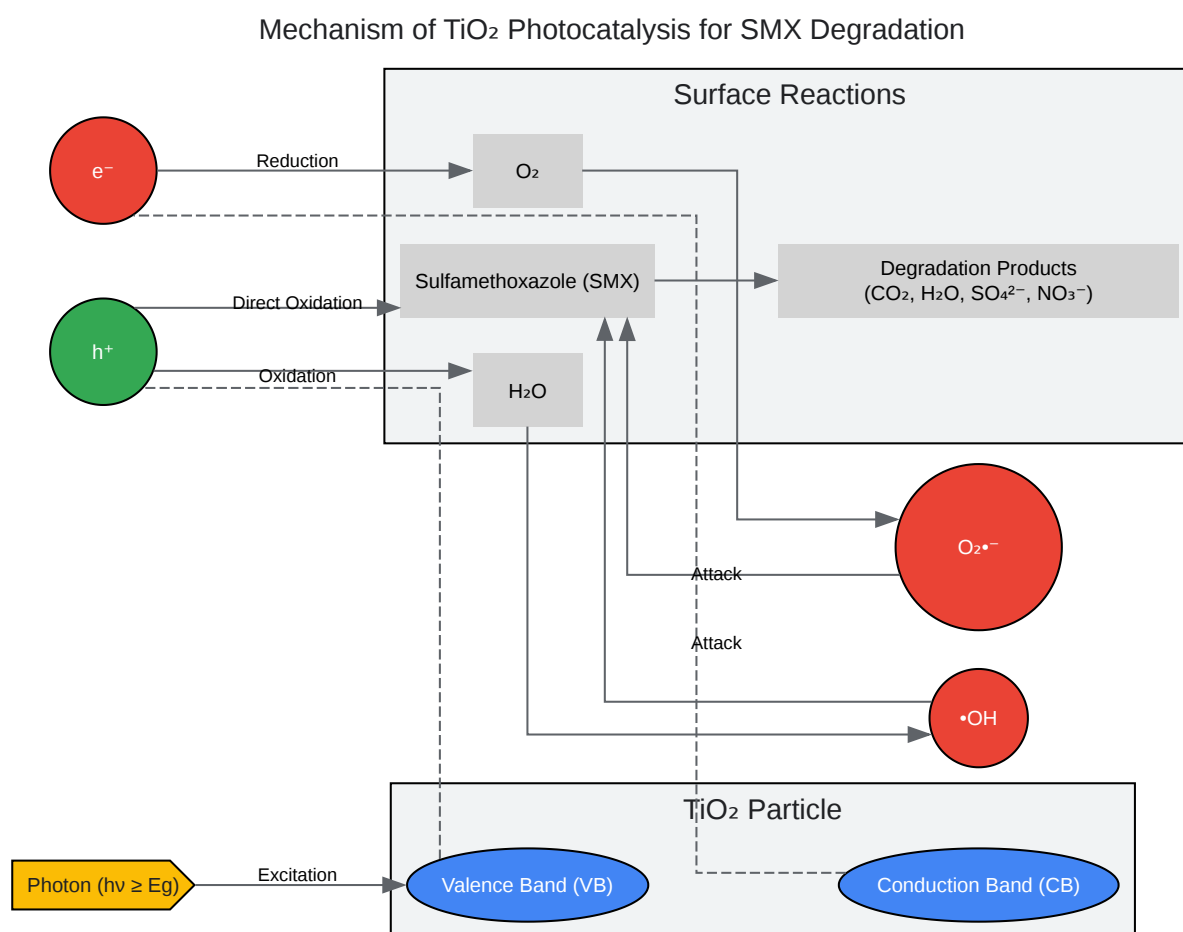 Mechanism of TiO₂ Photocatalysis for SMX Degradation
Surface Reactions
e⁻
Reduction
O₂
Sulfamethoxazole (SMX)
Degradation Products
(CO₂, H₂O, SO₄²⁻, NO₃⁻)
Direct Oxidation
h⁺
Oxidation
H₂O
O₂•⁻
Attack
Attack
•OH
TiO₂ Particle
Photon (hν ≥ Eg)
Excitation
Valence Band (VB)
Conduction Band (CB)